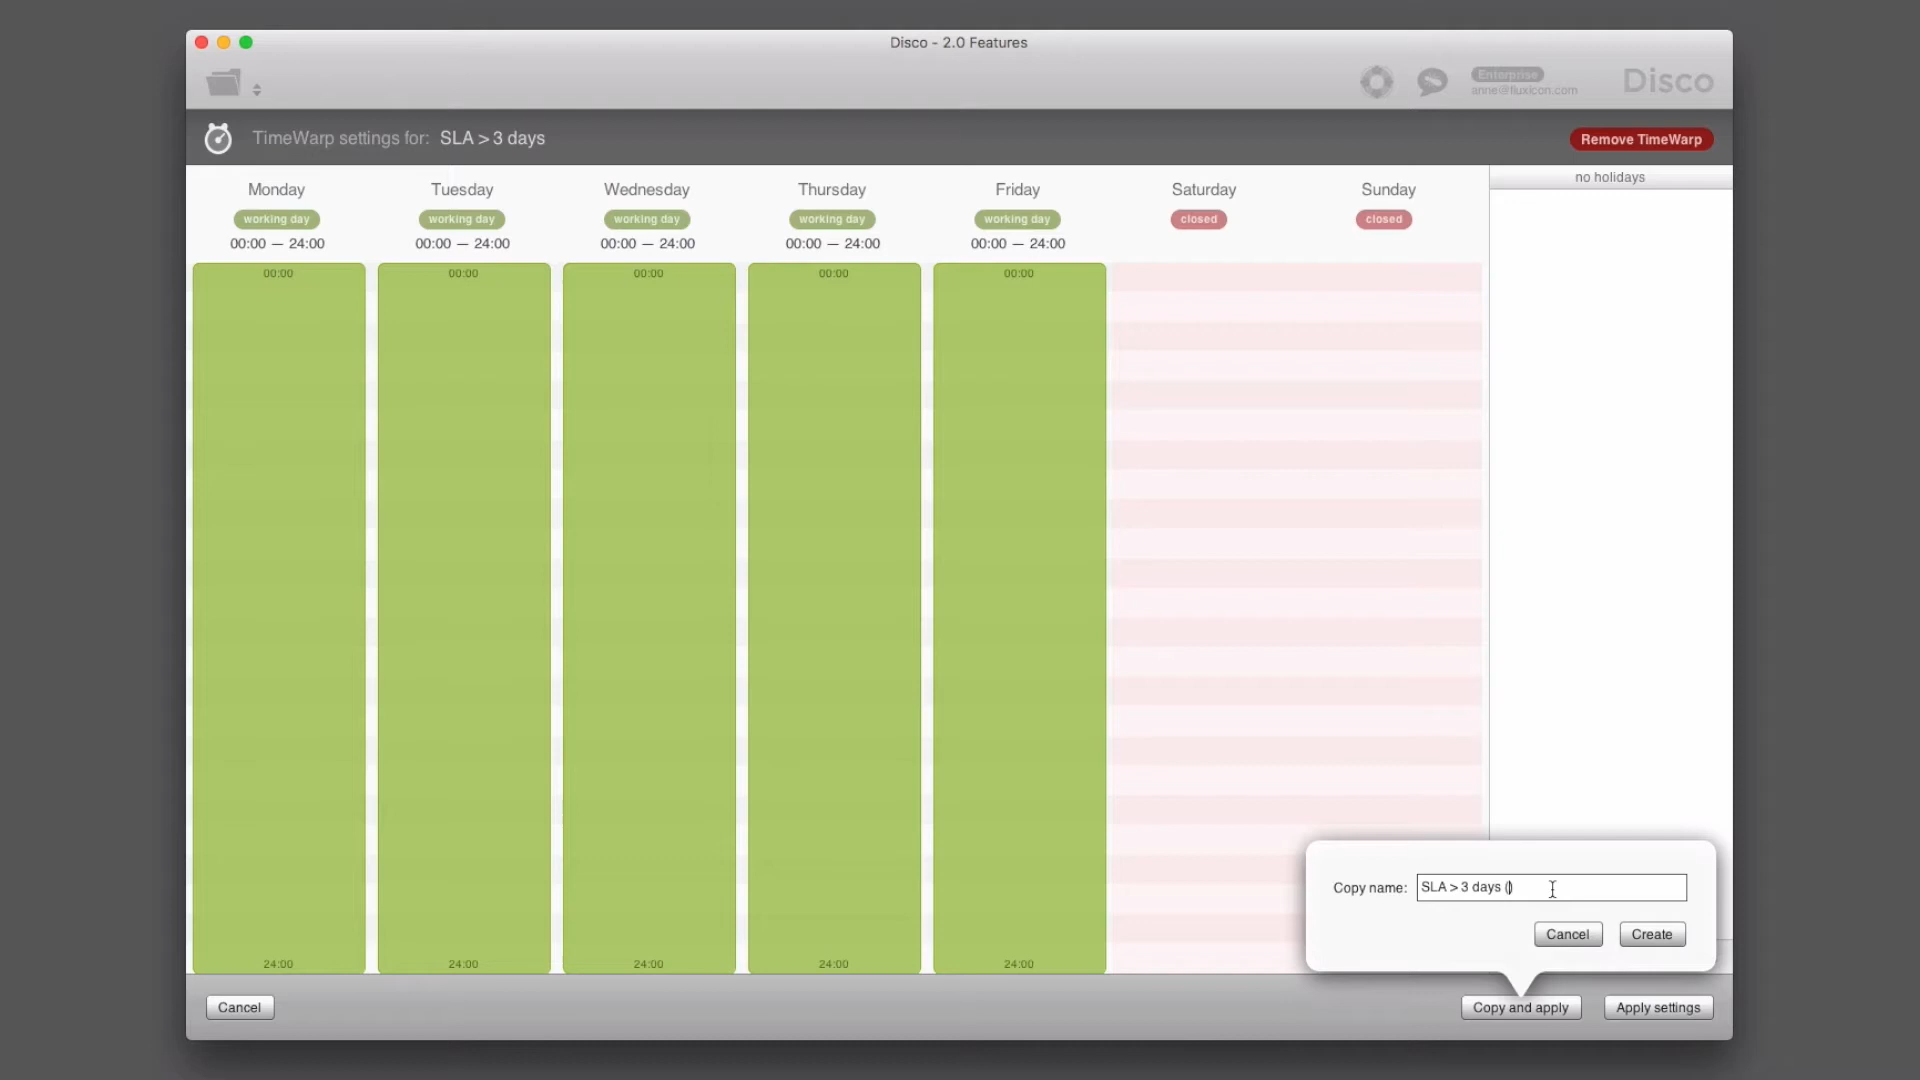 Disco - 2.0 Features
Enterprise
anne@fluxicon.com
Disco
TimeWarp settings for: SLA > 3 days
Remove TimeWarp
Monday Tuesday Wednesday Thursday Friday Saturday Sunday
working day working day working day working day working day closed closed
00:00 — 24:00 00:00 — 24:00 00:00 — 24:00 00:00 — 24:00 00:00 — 24:00
00:00 00:00 00:00 00:00 00:00
24:00 24:00 24:00 24:00 24:00
no holidays
Copy name: SLA > 3 days ()
Cancel Create
Cancel Copy and apply Apply settings